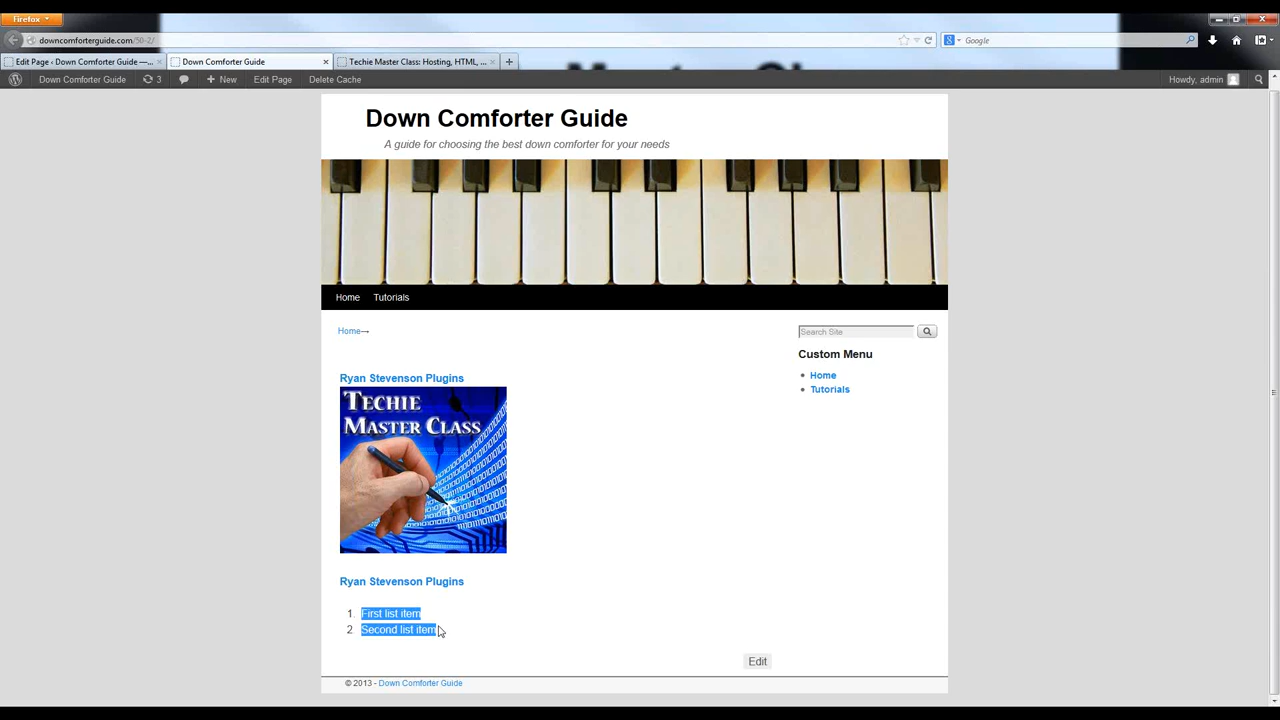 Firefox
downcomforterguide.com/50-2/
Google
Edit Page ‹ Down Comforter Guide —...
Down Comforter Guide
Techie Master Class: Hosting, HTML, ...
Down Comforter Guide
3
New
Edit Page
Delete Cache
Howdy, admin
Down Comforter Guide
A guide for choosing the best down comforter for your needs
Home
Tutorials
Home→
Search Site
Custom Menu
Home
Tutorials
Ryan Stevenson Plugins
TECHIE
MASTER CLASS
Ryan Stevenson Plugins
1. First list item
2. Second list item
Edit
© 2013 - Down Comforter Guide